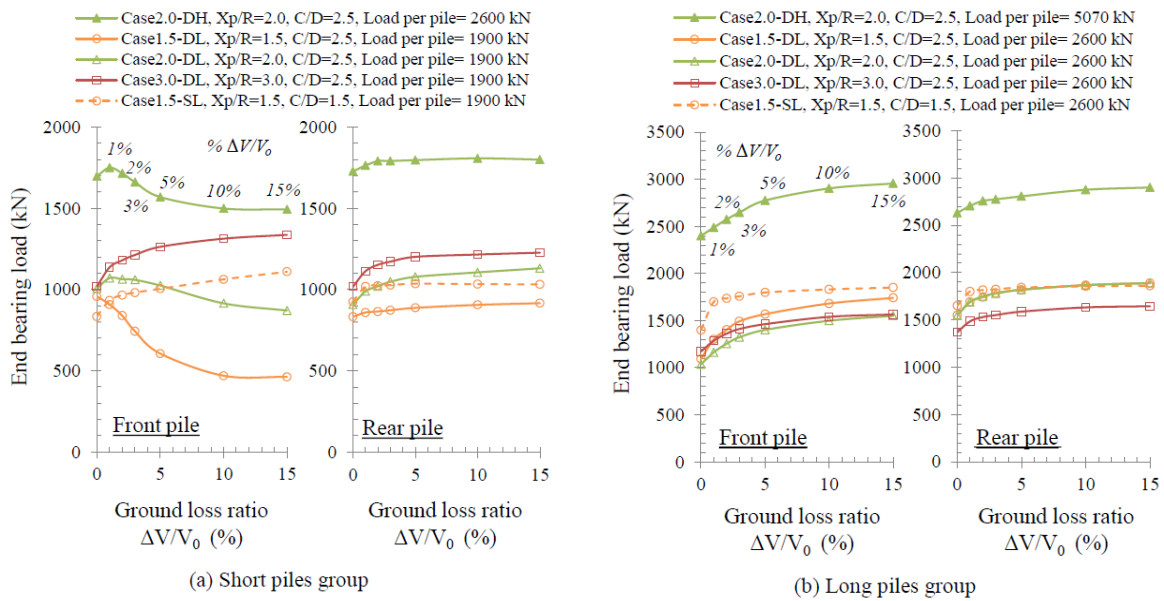 Case2.0-DH, Xp/R=2.0, C/D=2.5, Load per pile= 2600 kN
Case1.5-DL, Xp/R=1.5, C/D=2.5, Load per pile= 1900 kN
Case2.0-DL, Xp/R=2.0, C/D=2.5, Load per pile= 1900 kN
Case3.0-DL, Xp/R=3.0, C/D=2.5, Load per pile= 1900 kN
Case1.5-SL, Xp/R=1.5, C/D=1.5, Load per pile= 1900 kN
End bearing load (kN)
2000
1500
1000
500
0
1%
2%
3%
5%
10%
15%
% ΔV/Vo
Front pile
0 5 10 15
Ground loss ratio
ΔV/V0 (%)
2000
1500
1000
500
0
Rear pile
0 5 10 15
Ground loss ratio
ΔV/V0 (%)
(a) Short piles group
Case2.0-DH, Xp/R=2.0, C/D=2.5, Load per pile= 5070 kN
Case1.5-DL, Xp/R=1.5, C/D=2.5, Load per pile= 2600 kN
Case2.0-DL, Xp/R=2.0, C/D=2.5, Load per pile= 2600 kN
Case3.0-DL, Xp/R=3.0, C/D=2.5, Load per pile= 2600 kN
Case1.5-SL, Xp/R=1.5, C/D=1.5, Load per pile= 2600 kN
End bearing load (kN)
3500
3000
2500
2000
1500
1000
500
0
% ΔV/Vo
1%
2%
3%
5%
10%
15%
Front pile
0 5 10 15
Ground loss ratio
ΔV/V0 (%)
3500
3000
2500
2000
1500
1000
500
0
Rear pile
0 5 10 15
Ground loss ratio
ΔV/V0 (%)
(b) Long piles group